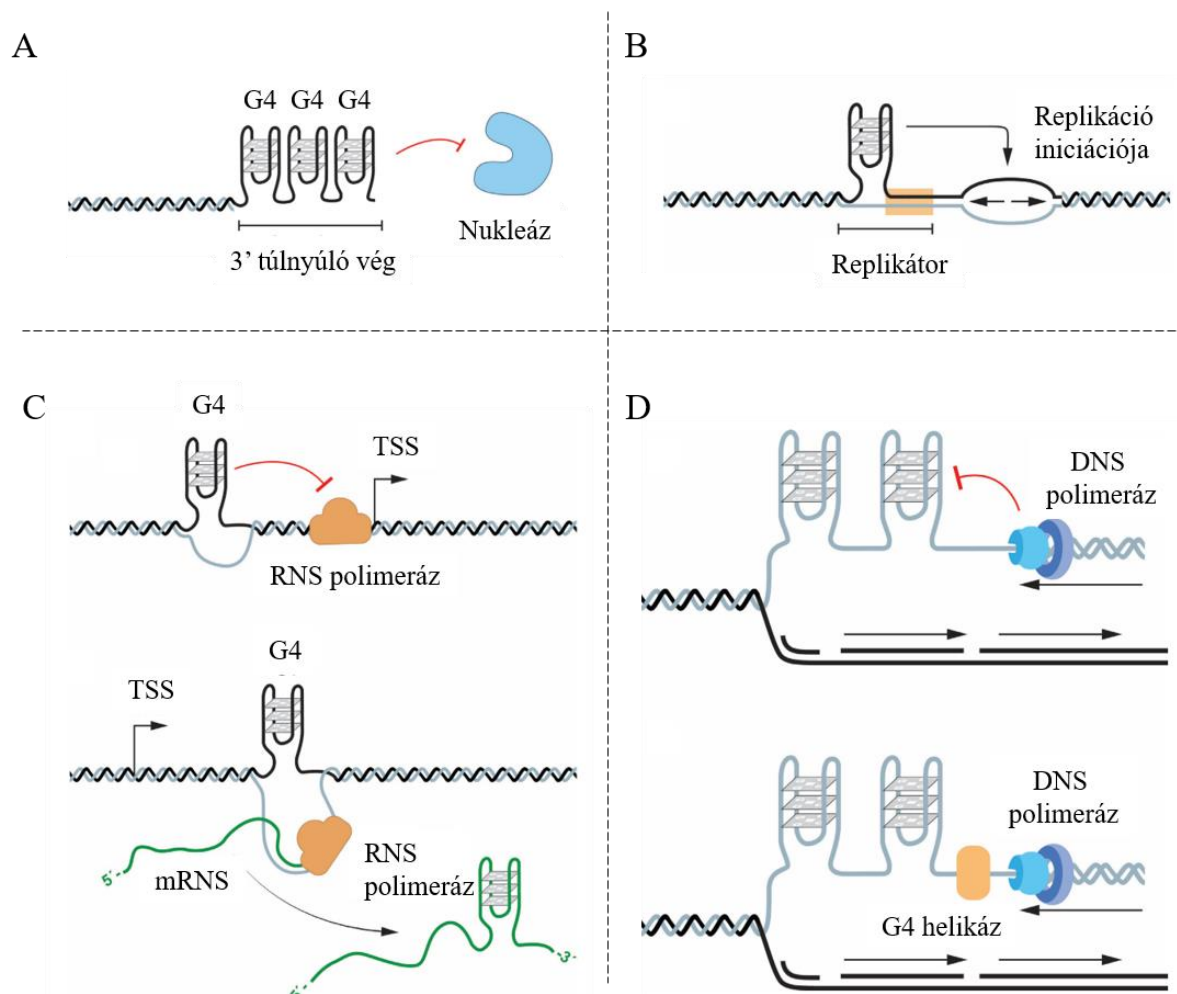 A
G4 G4 G4
Nukleáz
3’ túlnyúló vég
B
Replikáció
iniciációja
Replikátor
C
G4
TSS
RNS polimeráz
G4
TSS
5´-
mRNS
RNS
polimeráz
-3´
5´-
D
DNS
polimeráz
DNS
polimeráz
G4 helikáz